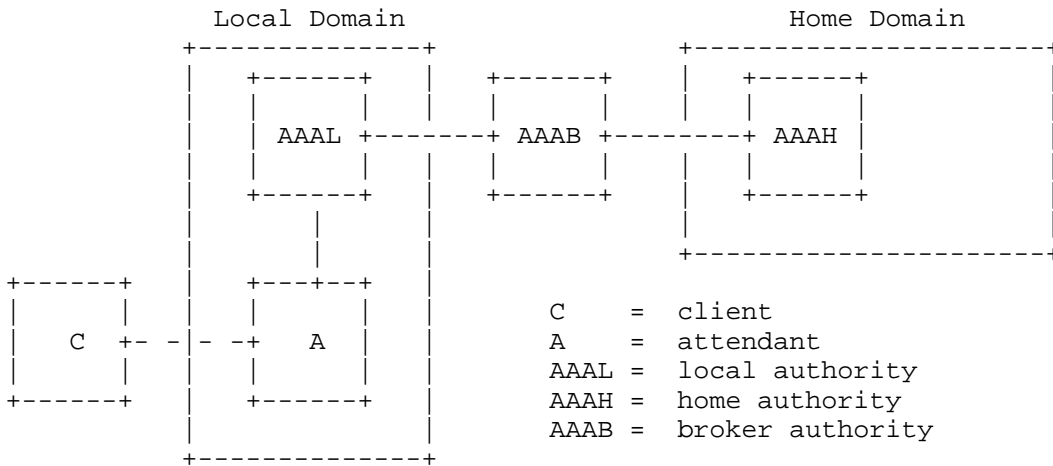 Local Domain Home Domain
AAAL AAAB AAAH
C = client
C A A = attendant
AAAL = local authority
AAAH = home authority
AAAB = broker authority